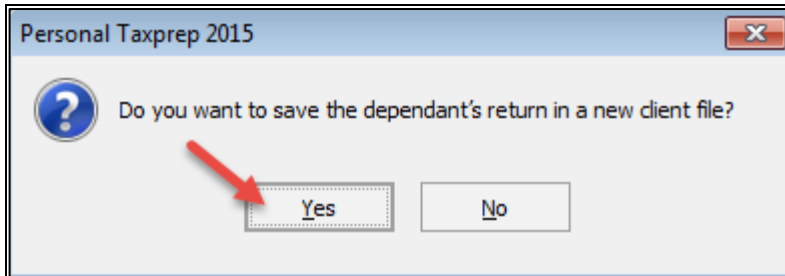 Personal Taxprep 2015
Do you want to save the dependant's return in a new client file?
Yes
No